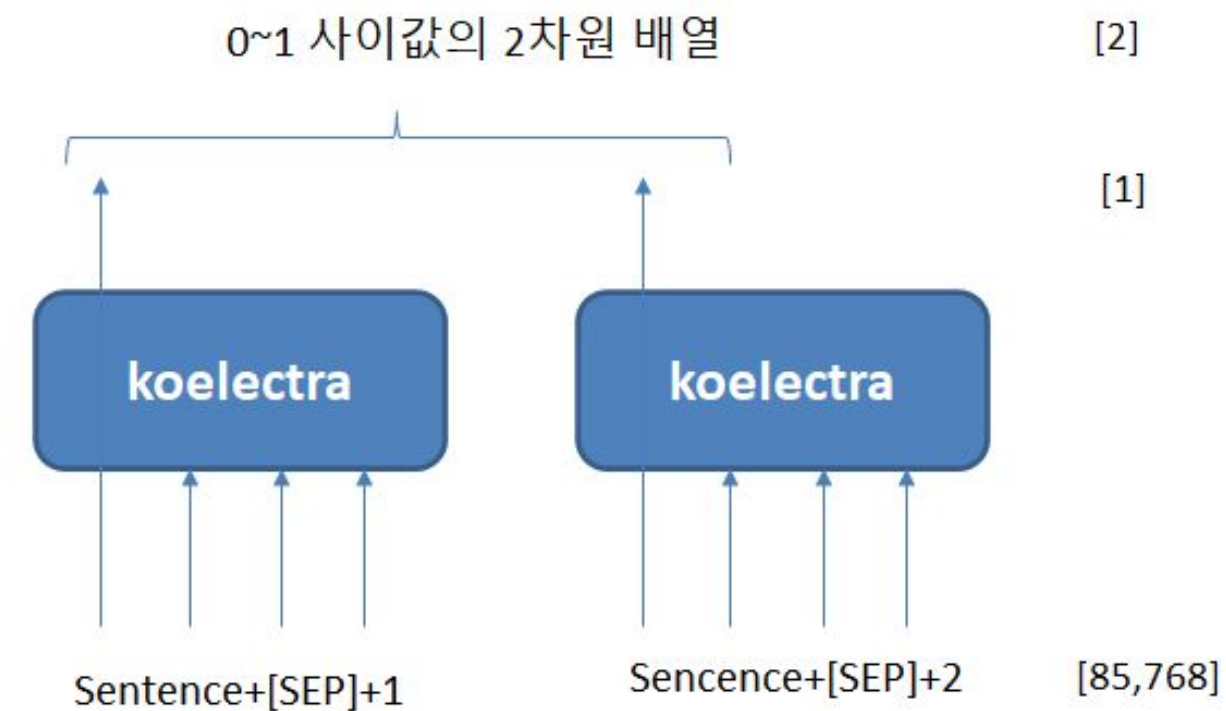 0~1 사이값의 2차원 배열 [2]
[1]
koelectra koelectra
Sentence+[SEP]+1 Sencence+[SEP]+2 [85,768]